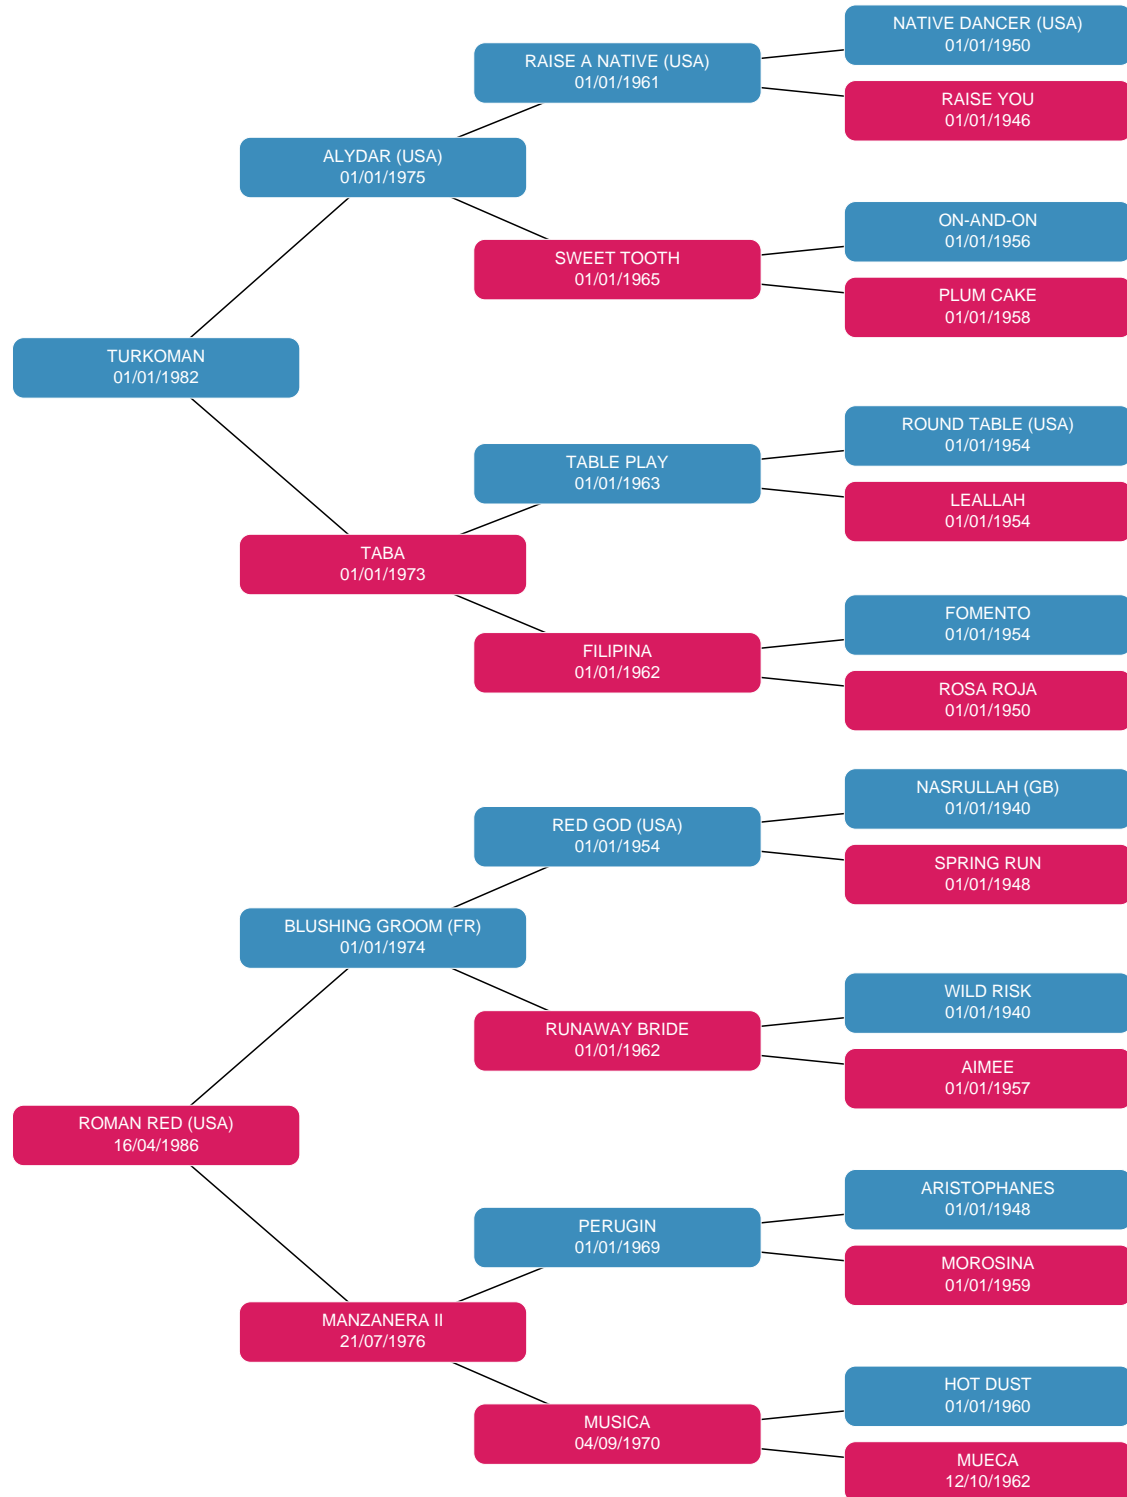 NATIVE DANCER (USA)
01/01/1950
RAISE A NATIVE (USA)
01/01/1961
RAISE YOU
01/01/1946
ALYDAR (USA)
01/01/1975
ON-AND-ON
01/01/1956
SWEET TOOTH
01/01/1965
PLUM CAKE
01/01/1958
TURKOMAN
01/01/1982
ROUND TABLE (USA)
01/01/1954
TABLE PLAY
01/01/1963
LEALLAH
01/01/1954
TABA
01/01/1973
FOMENTO
01/01/1954
FILIPINA
01/01/1962
ROSA ROJA
01/01/1950
NASRULLAH (GB)
01/01/1940
RED GOD (USA)
01/01/1954
SPRING RUN
01/01/1948
BLUSHING GROOM (FR)
01/01/1974
WILD RISK
01/01/1940
RUNAWAY BRIDE
01/01/1962
AIMEE
01/01/1957
ROMAN RED (USA)
16/04/1986
ARISTOPHANES
01/01/1948
PERUGIN
01/01/1969
MOROSINA
01/01/1959
MANZANERA II
21/07/1976
HOT DUST
01/01/1960
MUSICA
04/09/1970
MUECA
12/10/1962